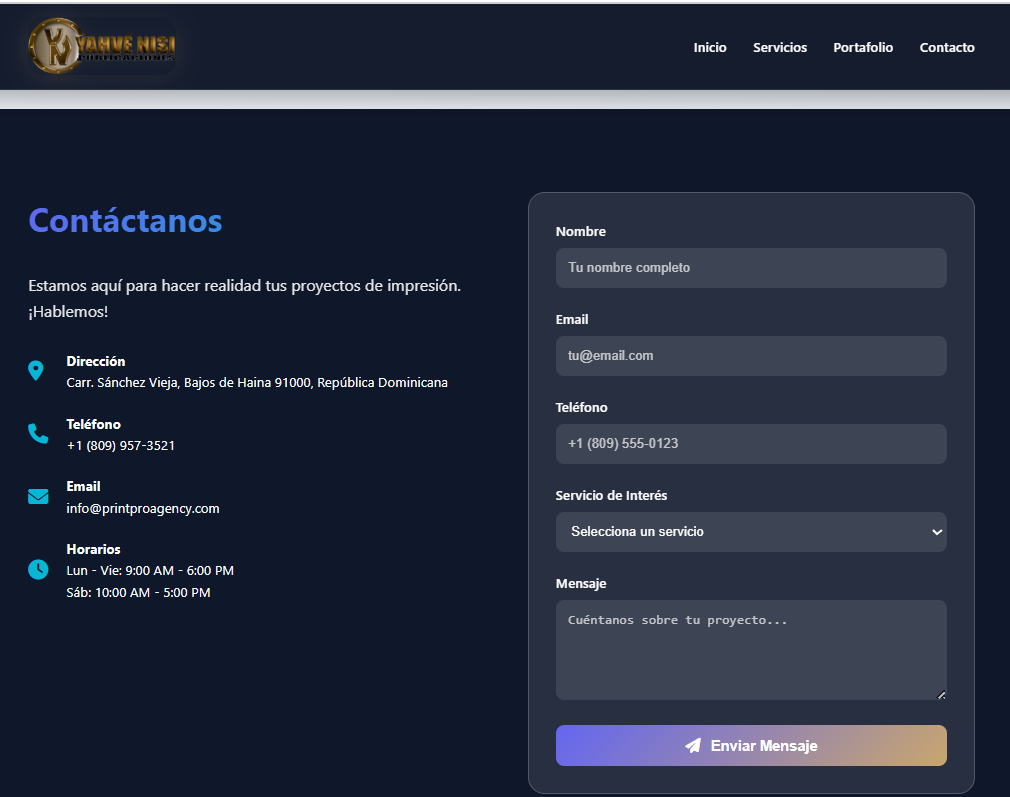 YAHVE NISI
PUBLICACIONES
Inicio
Servicios
Portafolio
Contacto
Contáctanos
Estamos aquí para hacer realidad tus proyectos de impresión.
¡Hablemos!
Dirección
Carr. Sánchez Vieja, Bajos de Haina 91000, República Dominicana
Teléfono
+1 (809) 957-3521
Email
info@printproagency.com
Horarios
Lun - Vie: 9:00 AM - 6:00 PM
Sáb: 10:00 AM - 5:00 PM
Nombre
Tu nombre completo
Email
tu@email.com
Teléfono
+1 (809) 555-0123
Servicio de Interés
Selecciona un servicio
Mensaje
Cuéntanos sobre tu proyecto...
Enviar Mensaje